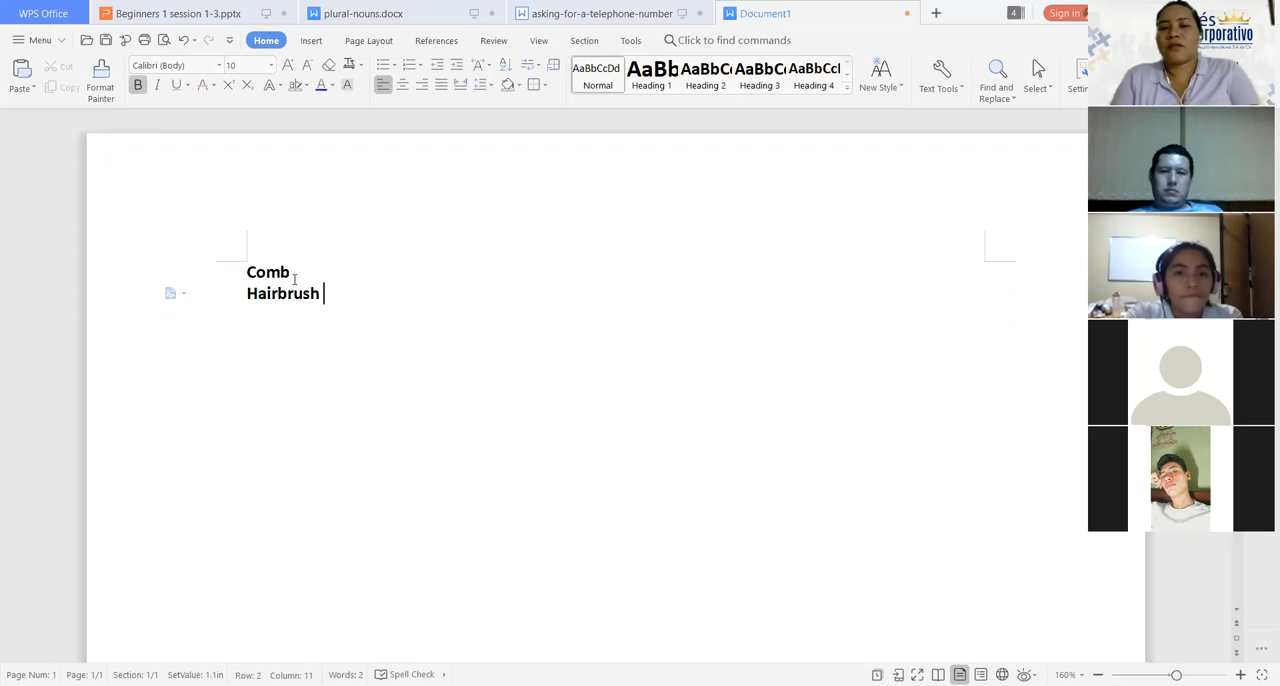 WPS Office
Beginners 1 session 1-3.pptx
plural-nouns.docx
asking-for-a-telephone-number
Document1
4
Sign in
Menu
Home
Insert
Page Layout
References
Review
View
Section
Tools
Click to find commands
Paste
Cut
Copy
Format
Painter
Calibri (Body)
10
AaBbCcDd
Normal
AaBb
Heading 1
AaBbC
Heading 2
AaBbC
Heading 3
AaBbCcI
Heading 4
New Style
Text Tools
Find and
Replace
Select
Comb
Hairbrush
Page Num: 1
Page: 1/1
Section: 1/1
SetValue: 1.1in
Row: 2
Column: 11
Words: 2
Spell Check
160%